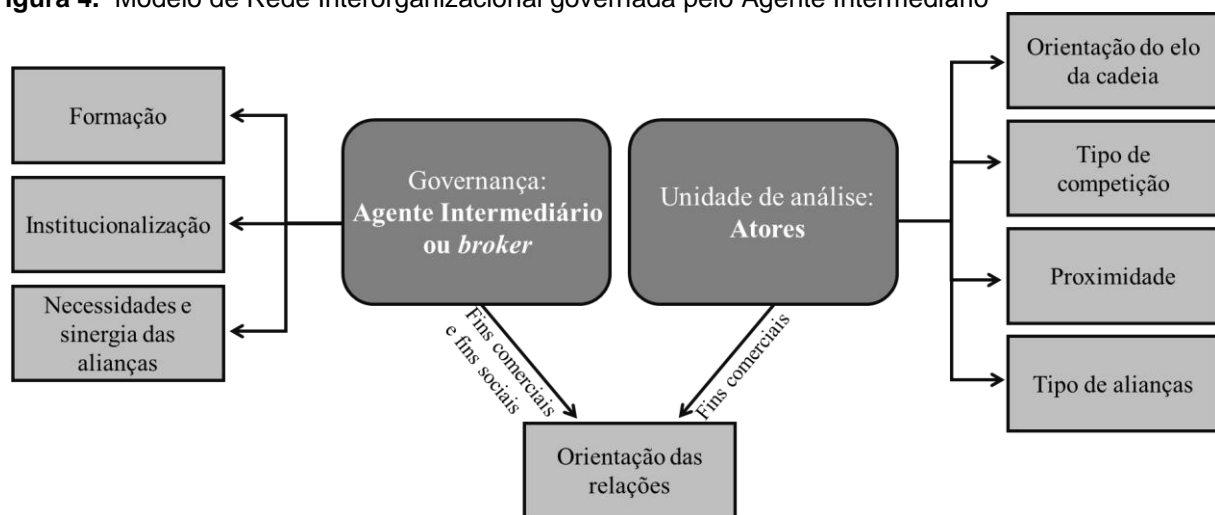 igura 4. Modelo de Rede Interorganizacional governada pelo Agente Intermediário
Formação
Institucionalização
Necessidades e
sinergia das
alianças
Governança:
Agente Intermediário
ou broker
Unidade de análise:
Atores
Orientação do elo
da cadeia
Tipo de
competição
Proximidade
Tipo de alianças
Fins comerciais
e fins sociais
Fins comerciais
Orientação das
relações